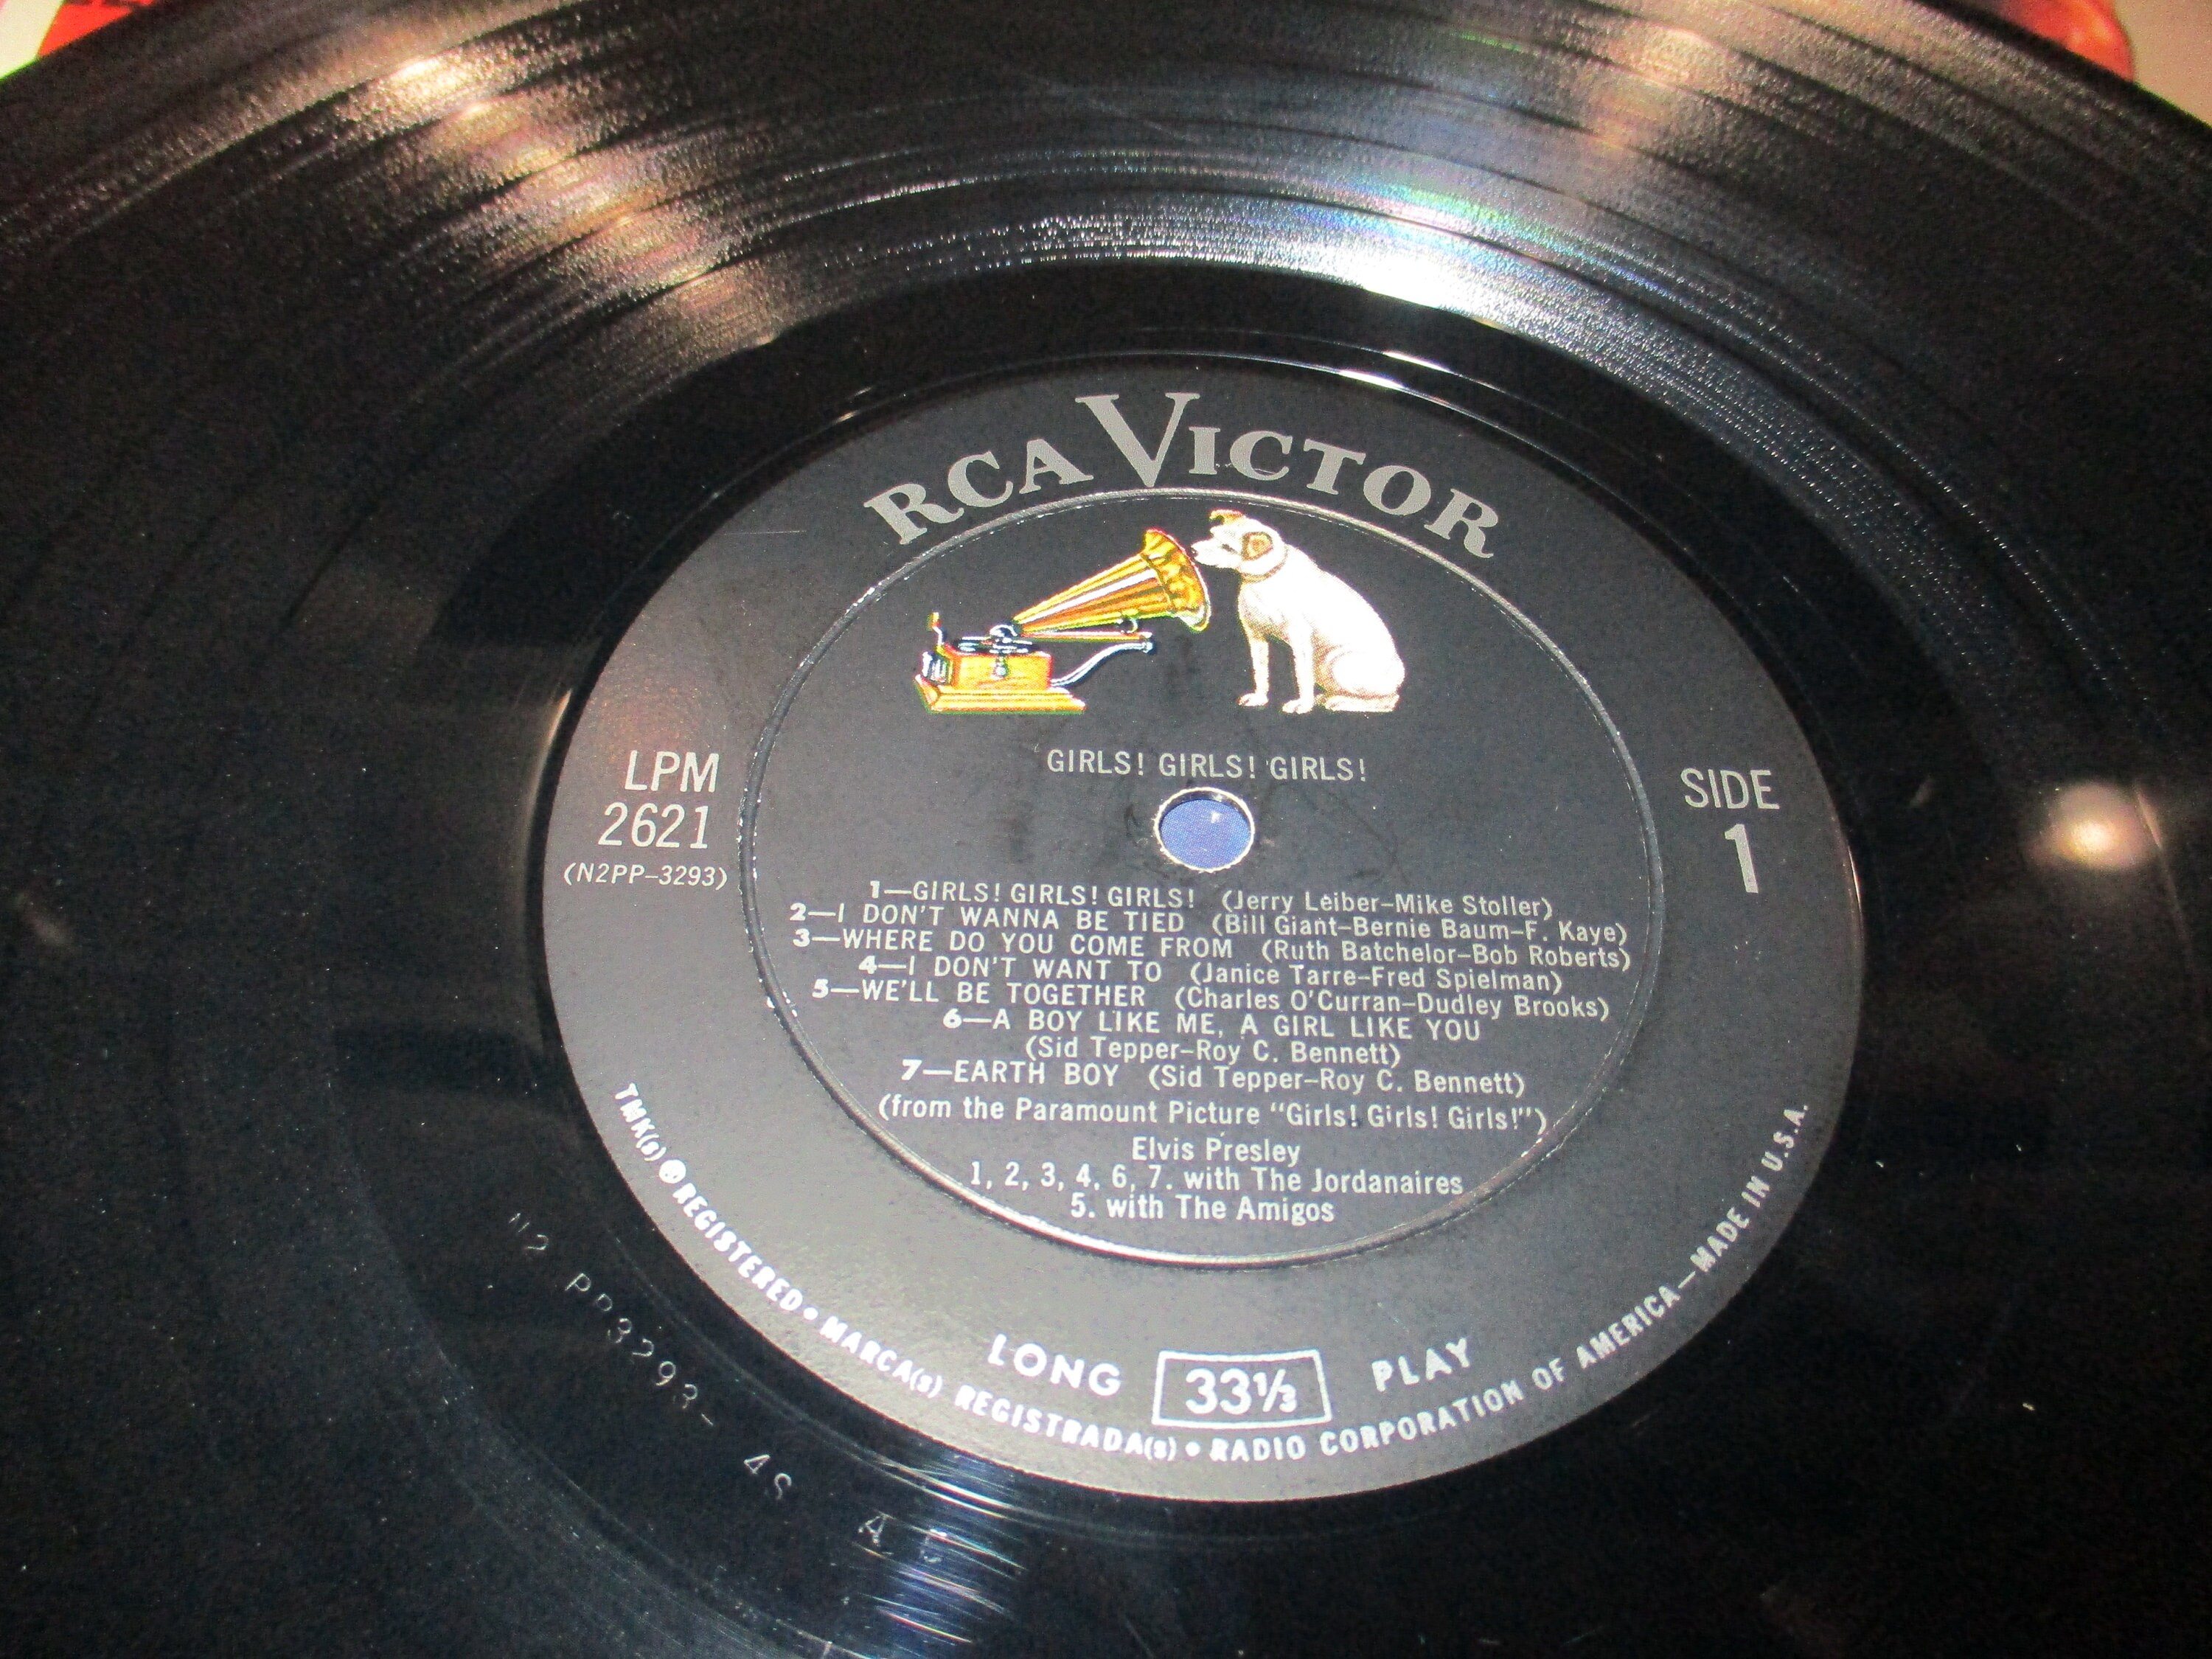 RCA VICTOR
GIRLS! GIRLS! GIRLS!
LPM
2621
(N2PP-3293)
SIDE
1
1—GIRLS! GIRLS! GIRLS! (Jerry Leiber-Mike Stoller)
2—I DON'T WANNA BE TIED (Bill Giant-Bernie Baum-F. Kaye)
3—WHERE DO YOU COME FROM (Ruth Batchelor-Bob Roberts)
4—I DON'T WANT TO (Janice Tarre-Fred Spielman)
5—WE'LL BE TOGETHER (Charles O'Curran-Dudley Brooks)
6—A BOY LIKE ME, A GIRL LIKE YOU
(Sid Tepper-Roy C. Bennett)
7—EARTH BOY (Sid Tepper-Roy C. Bennett)
(from the Paramount Picture "Girls! Girls! Girls!")
Elvis Presley
1, 2, 3, 4, 6, 7. with The Jordanaires
5. with The Amigos
LONG 33⅓ PLAY
TMK(s) ® REGISTERED • MARCA(s) REGISTRADA(s) • RADIO CORPORATION OF AMERICA—MADE IN U.S.A.
N2 PP3293- 4S A